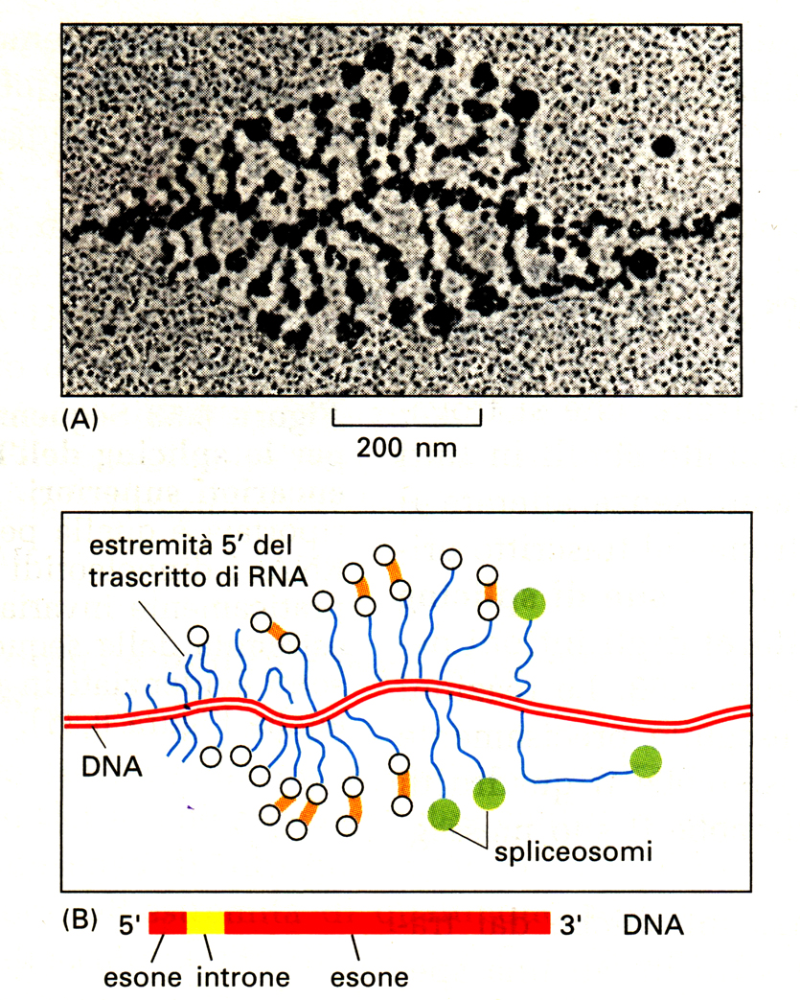 (A)
200 nm
estremità 5′ del
trascritto di RNA
DNA
spliceosomi
(B) 5' 3' DNA
esone introne esone